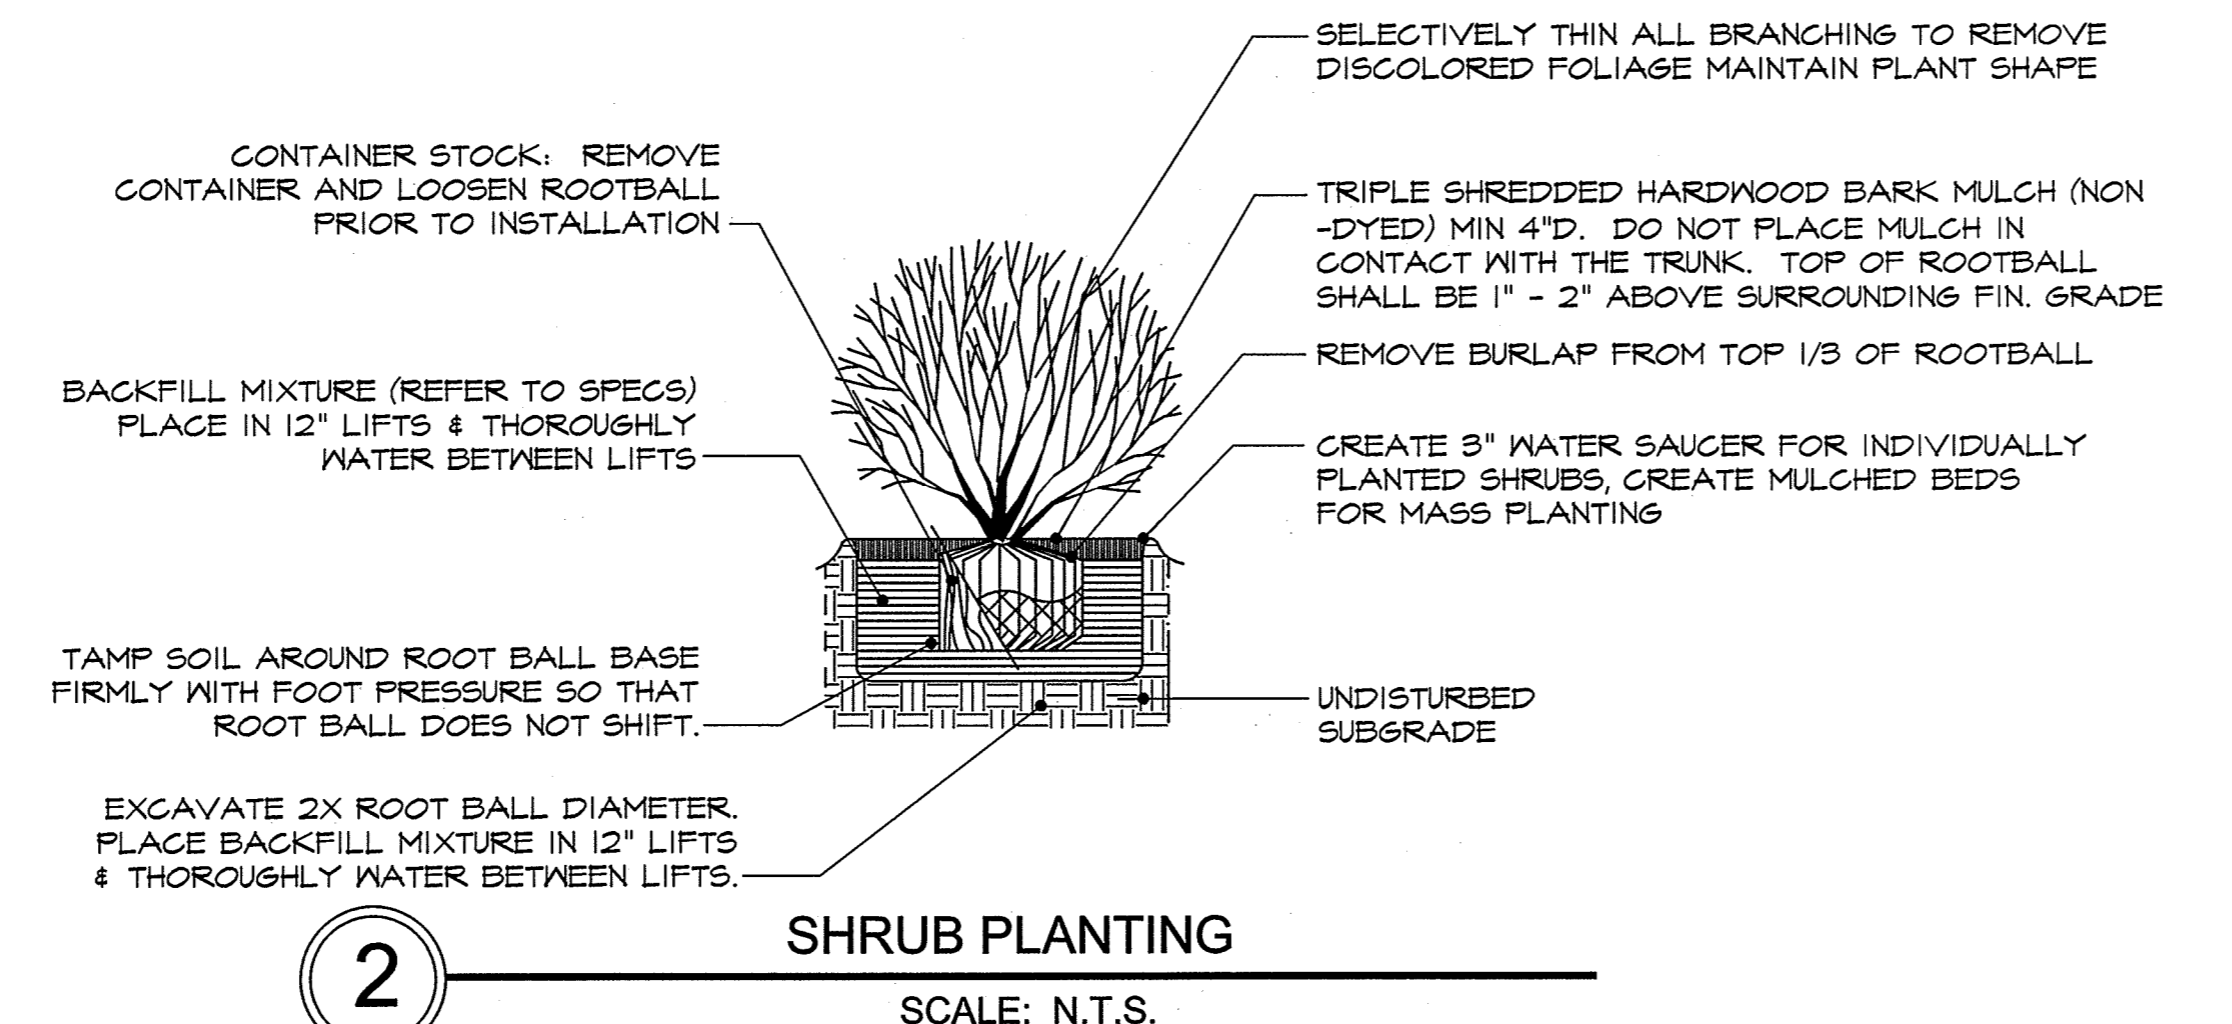 SELECTIVELY THIN ALL BRANCHING TO REMOVE
DISCOLORED FOLIAGE MAINTAIN PLANT SHAPE
CONTAINER STOCK: REMOVE
CONTAINER AND LOOSEN ROOTBALL
PRIOR TO INSTALLATION
TRIPLE SHREDDED HARDWOOD BARK MULCH (NON
-DYED) MIN 4"D. DO NOT PLACE MULCH IN
CONTACT WITH THE TRUNK. TOP OF ROOTBALL
SHALL BE 1" - 2" ABOVE SURROUNDING FIN. GRADE
REMOVE BURLAP FROM TOP 1/3 OF ROOTBALL
BACKFILL MIXTURE (REFER TO SPECS)
PLACE IN 12" LIFTS & THOROUGHLY
WATER BETWEEN LIFTS
CREATE 3" WATER SAUCER FOR INDIVIDUALLY
PLANTED SHRUBS, CREATE MULCHED BEDS
FOR MASS PLANTING
TAMP SOIL AROUND ROOT BALL BASE
FIRMLY WITH FOOT PRESSURE SO THAT
ROOT BALL DOES NOT SHIFT.
UNDISTURBED
SUBGRADE
EXCAVATE 2X ROOT BALL DIAMETER.
PLACE BACKFILL MIXTURE IN 12" LIFTS
& THOROUGHLY WATER BETWEEN LIFTS.
2
SHRUB PLANTING
SCALE: N.T.S.